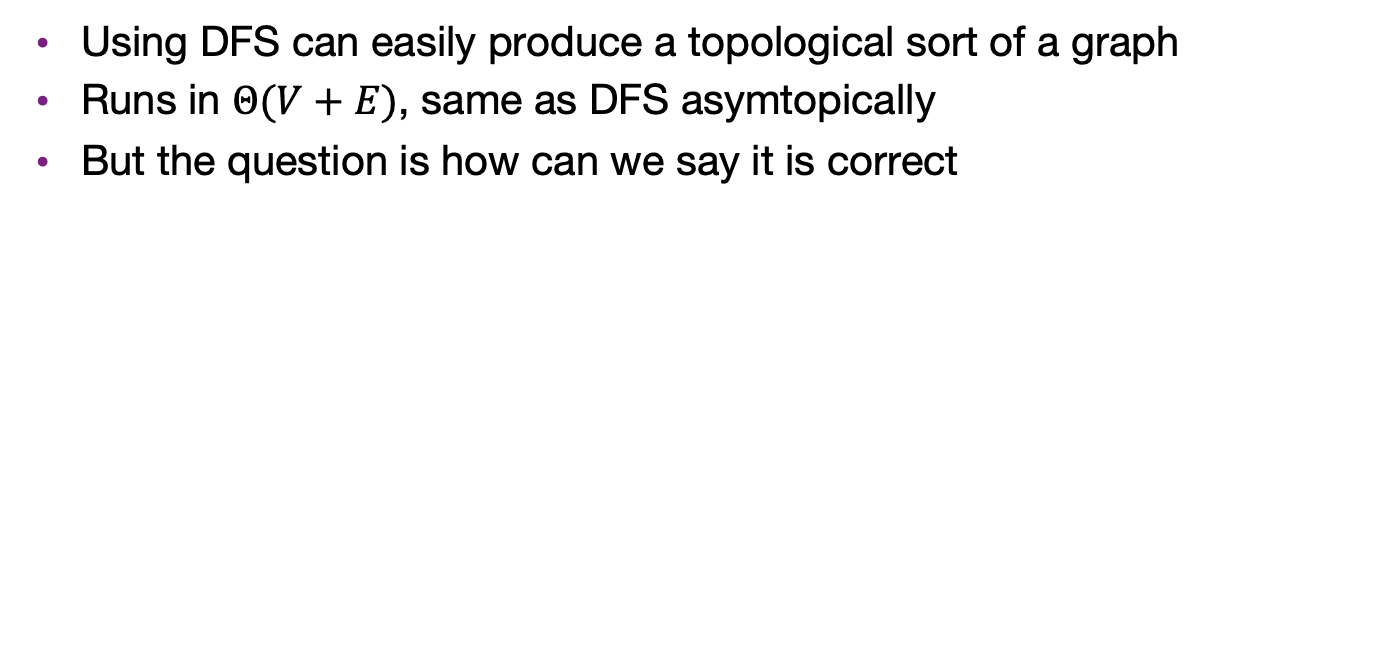 • Using DFS can easily produce a topological sort of a graph
• Runs in Θ(V + E), same as DFS asymtopically
• But the question is how can we say it is correct